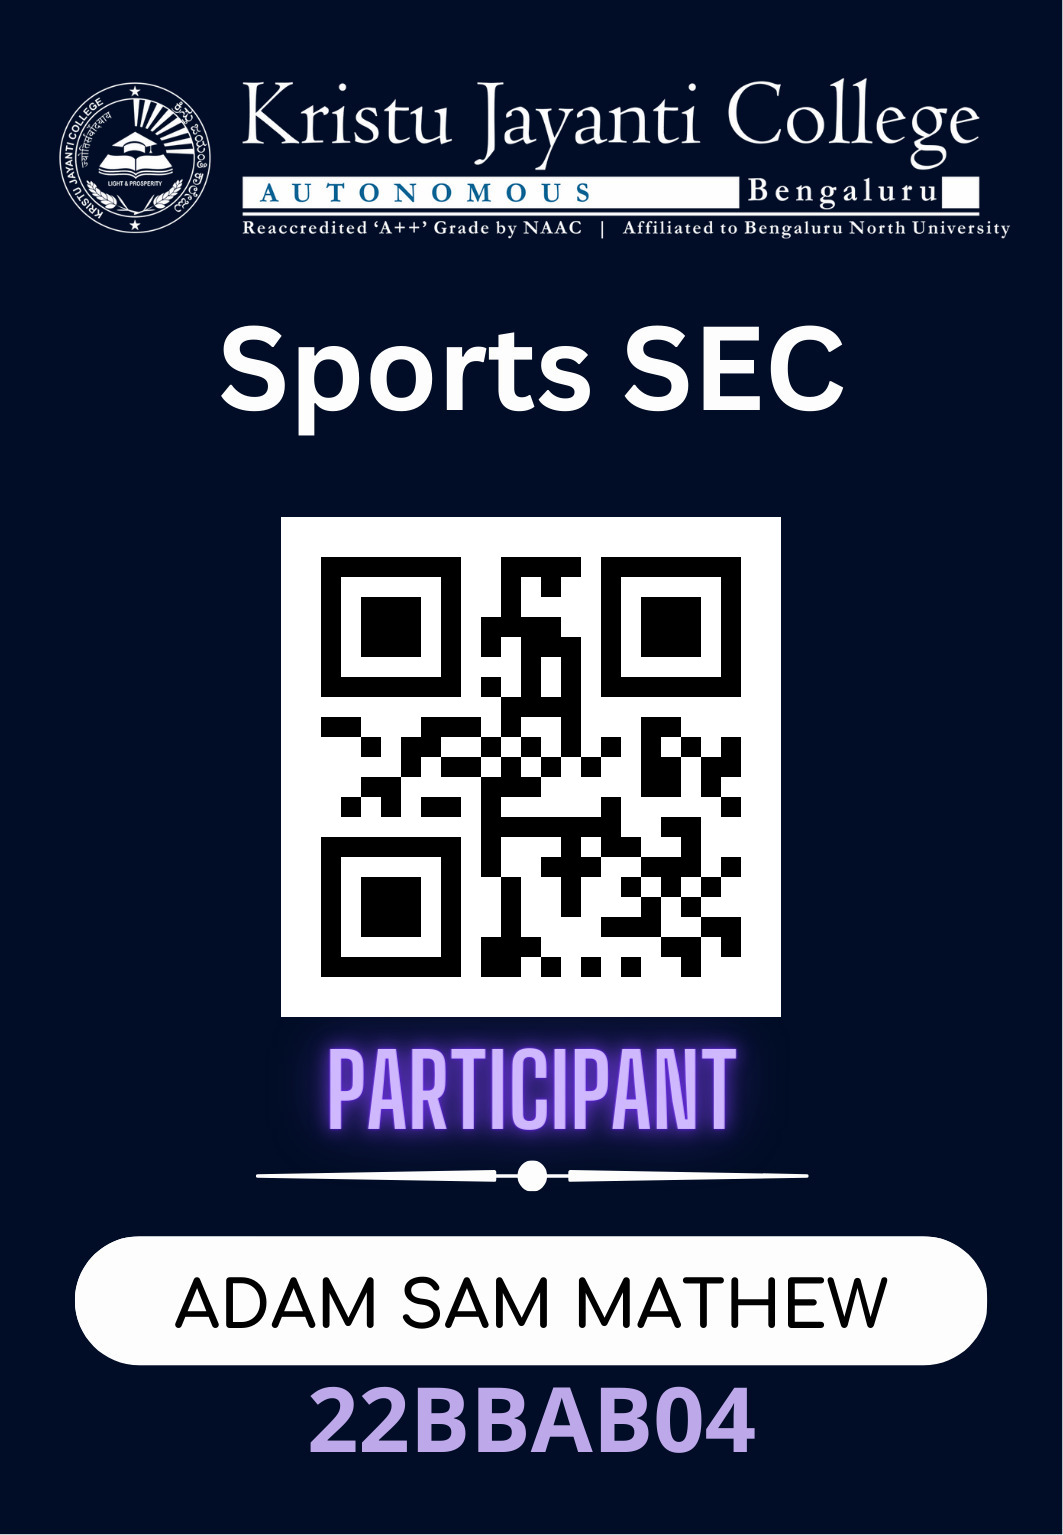 Kristu Jayanti College
AUTONOMOUS Bengaluru
Reaccredited ‘A++’ Grade by NAAC | Affiliated to Bengaluru North University
KRISTU JAYANTI COLLEGE
LIGHT & PROSPERITY
Sports SEC
PARTICIPANT
ADAM SAM MATHEW
22BBAB04